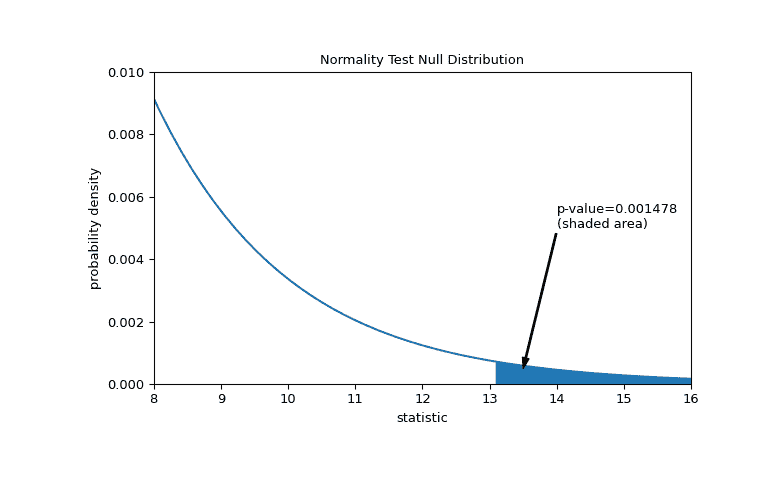 Normality Test Null Distribution
0.010
0.008
0.006
0.004
0.002
0.000
probability density
p-value=0.001478
(shaded area)
8 9 10 11 12 13 14 15 16
statistic